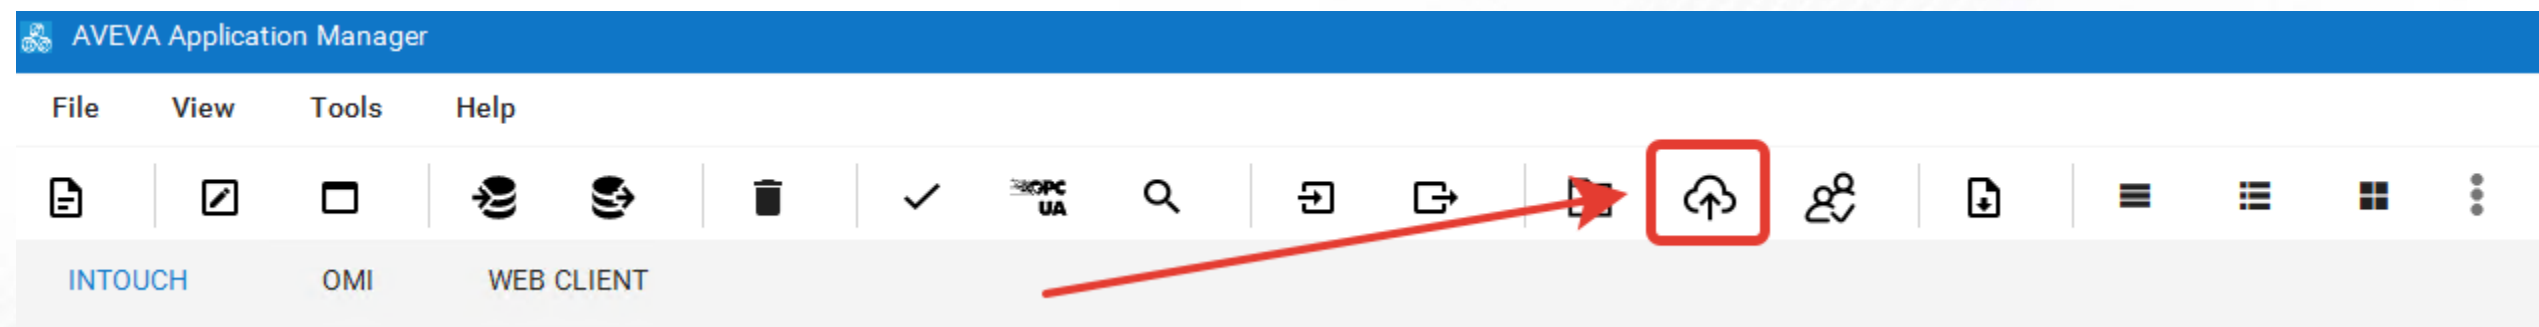 AVEVA Application Manager
File View Tools Help
OPC
UA
INTOUCH OMI WEB CLIENT